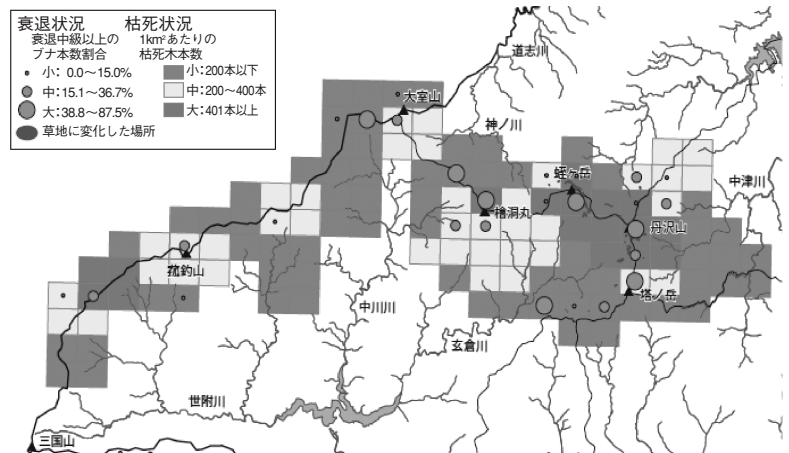 衰退状況
衰退中級以上の
ブナ本数割合
小: 0.0〜15.0%
中:15.1〜36.7%
大:38.8〜87.5%
草地に変化した場所
枯死状況
1km²あたりの
枯死木本数
小:200本以下
中:200〜400本
大:401本以上
道志川
大室山
神ノ川
蛭ヶ岳
中津川
檜洞丸
丹沢山
菰釣山
塔ノ岳
中川川
玄倉川
世附川
三国山